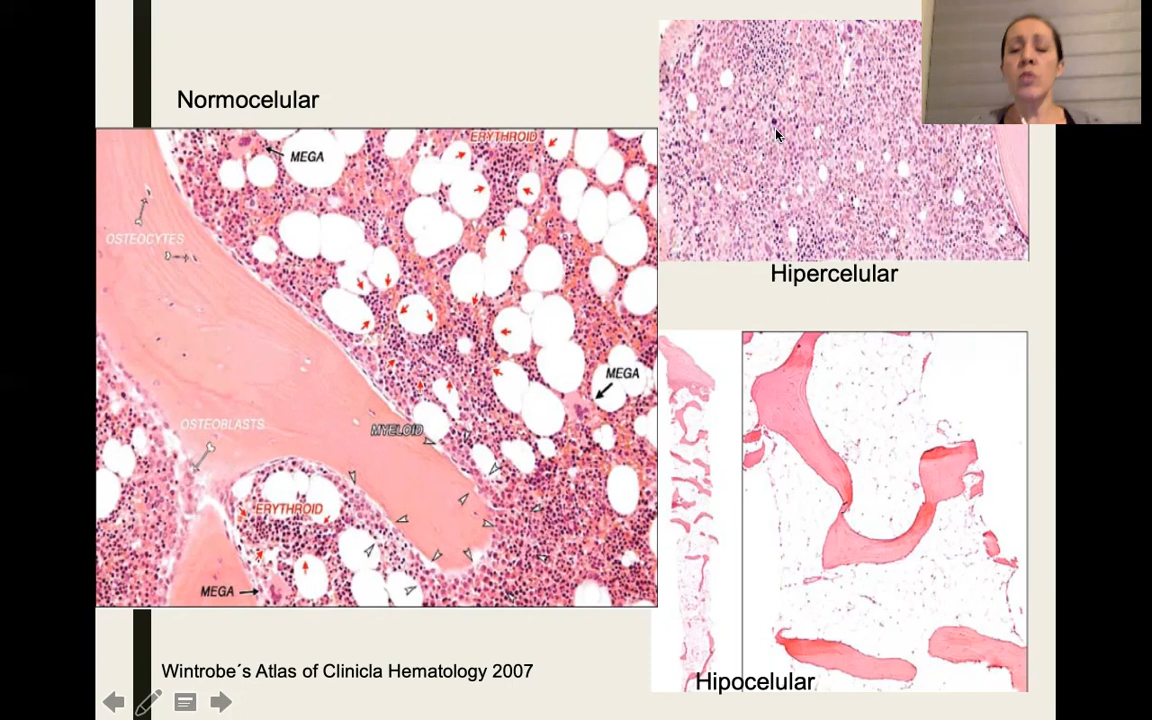 Normocelular
ERYTHROID
MEGA
OSTEOCYTES
MEGA
OSTEOBLASTS
MYELOID
ERYTHROID
MEGA
Hipercelular
Hipocelular
Wintrobe´s Atlas of Clinicla Hematology 2007